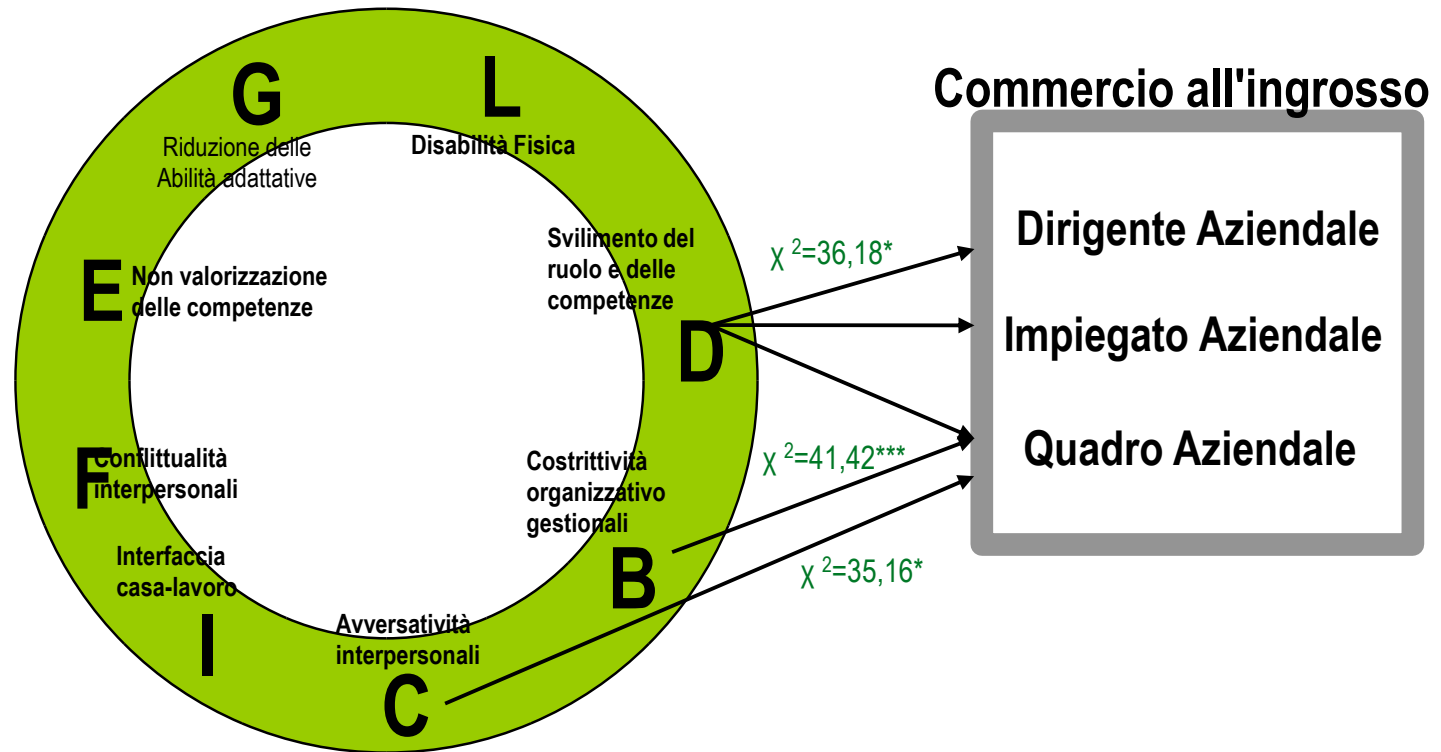 G
Riduzione delle
Abilità adattative
L
Disabilità Fisica
E
Non valorizzazione
delle competenze
Svilimento del
ruolo e delle
competenze
D
F
Conflittualità
interpersonali
Costrittività
organizzativo
gestionali
B
Interfaccia
casa-lavoro
I
Avversatività
interpersonali
C
χ ²=36,18*
χ ²=41,42***
χ ²=35,16*
Commercio all'ingrosso
Dirigente Aziendale
Impiegato Aziendale
Quadro Aziendale